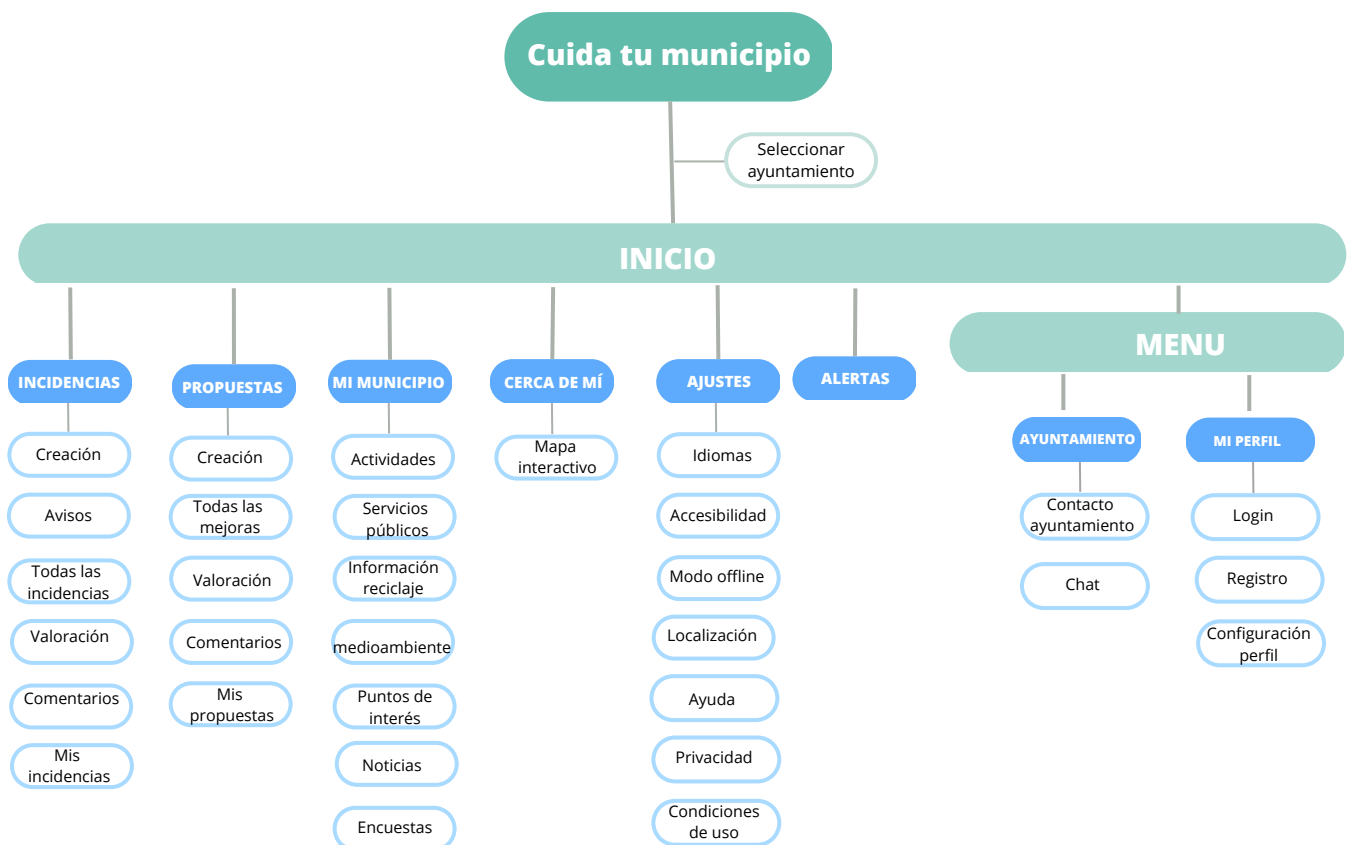 Cuida tu municipio
Seleccionar
ayuntamiento
INICIO
MENU
INCIDENCIAS
Creación
Avisos
Todas las
incidencias
Valoración
Comentarios
Mis
incidencias
PROPUESTAS
Creación
Todas las
mejoras
Valoración
Comentarios
Mis
propuestas
MI MUNICIPIO
Actividades
Servicios
públicos
Información
reciclaje
medioambiente
Puntos de
interés
Noticias
Encuestas
CERCA DE MÍ
Mapa
interactivo
AJUSTES
Idiomas
Accesibilidad
Modo offline
Localización
Ayuda
Privacidad
Condiciones
de uso
ALERTAS
AYUNTAMIENTO
Contacto
ayuntamiento
Chat
MI PERFIL
Login
Registro
Configuración
perfil